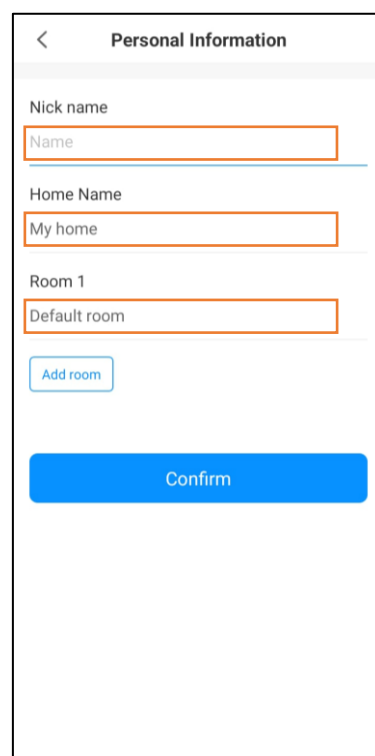 Personal Information
Nick name
Name
Home Name
My home
Room 1
Default room
Add room
Confirm